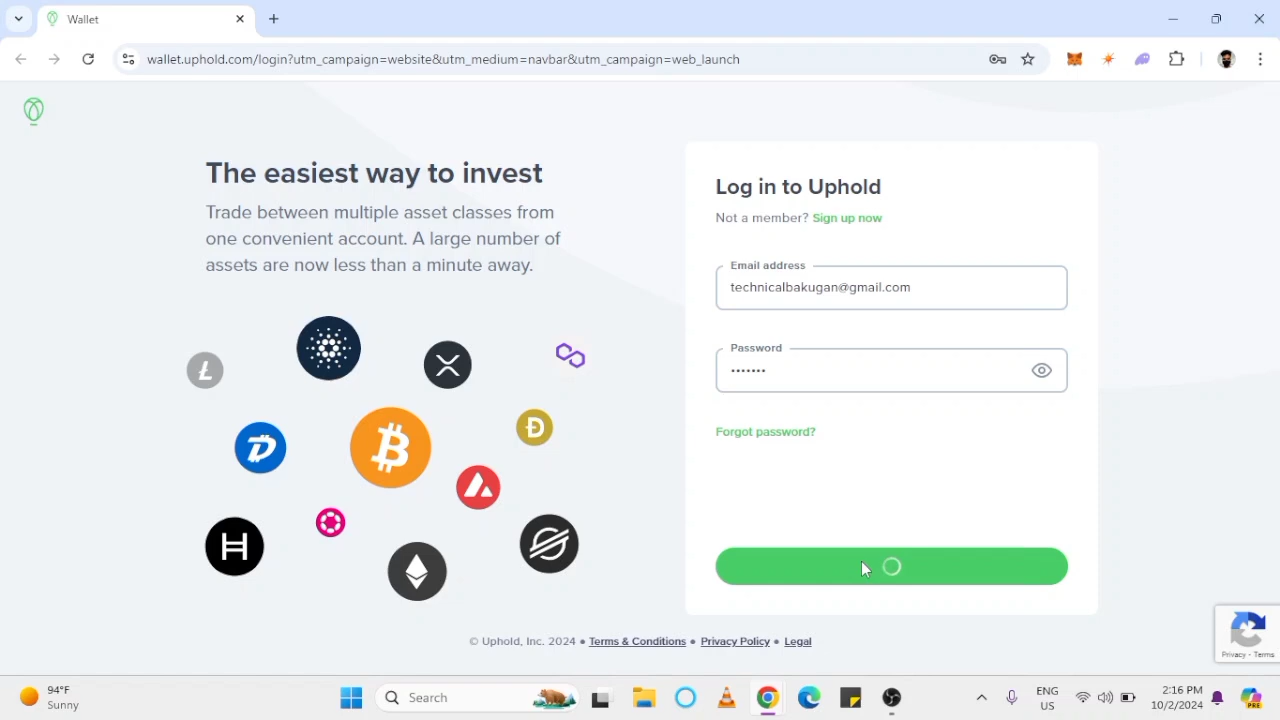 Wallet
wallet.uphold.com/login?utm_campaign=website&utm_medium=navbar&utm_campaign=web_launch
The easiest way to invest
Trade between multiple asset classes from
one convenient account. A large number of
assets are now less than a minute away.
Log in to Uphold
Not a member? Sign up now
Email address
technicalbakugan@gmail.com
Password
•••••••
Forgot password?
© Uphold, Inc. 2024 • Terms & Conditions • Privacy Policy • Legal
Privacy - Terms
94°F
Sunny
Search
ENG
US
2:16 PM
10/2/2024
PRE